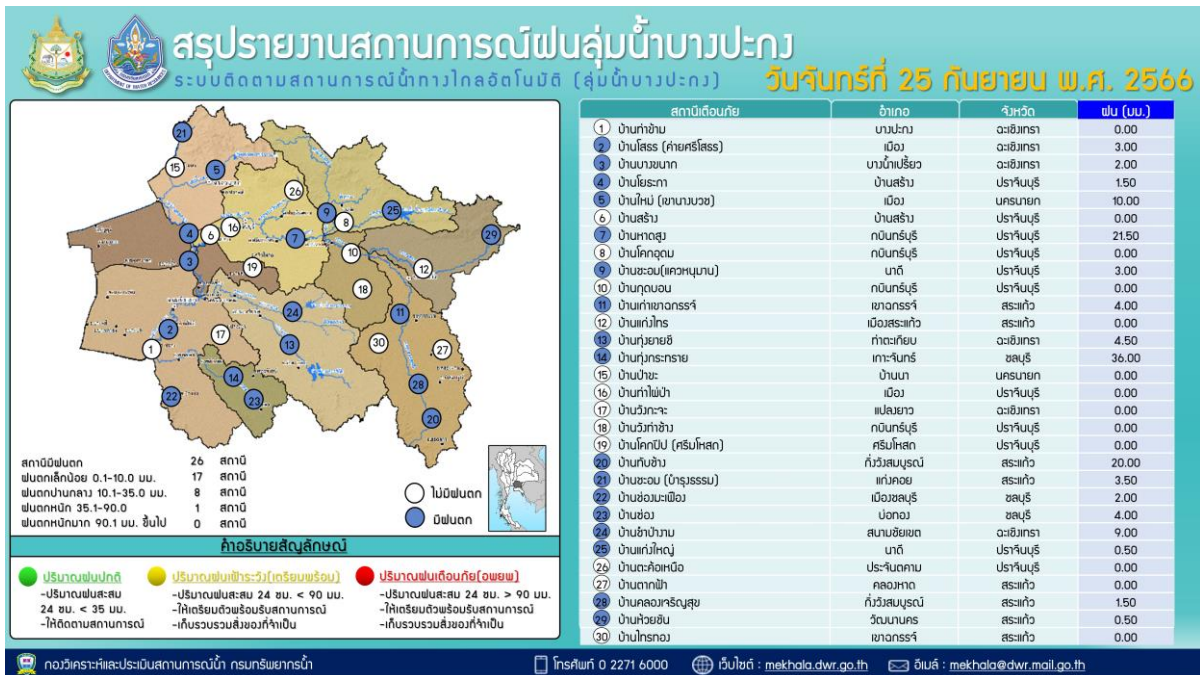 สรุปรายงานสถานการณ์ฝนลุ่มน้ำบางปะกง
ระบบติดตามสถานการณ์น้ำทางไกลอัตโนมัติ (ลุ่มน้ำบางปะกง)
วันจันทร์ที่ 25 กันยายน พ.ศ. 2566
สถานีเตือนภัย อำเภอ จังหวัด ฝน (มม.)
1 บ้านท่าข้าม บางปะกง ฉะเชิงเทรา 0.00
2 บ้านโสธร (ค่ายศรีโสธร) เมือง ฉะเชิงเทรา 3.00
3 บ้านบางขนาก บางน้ำเปรี้ยว ฉะเชิงเทรา 2.00
4 บ้านโยธะกา บ้านสร้าง ปราจีนบุรี 1.50
5 บ้านใหม่ (เขานางบวช) เมือง นครนายก 10.00
6 บ้านสร้าง บ้านสร้าง ปราจีนบุรี 0.00
7 บ้านหาดสูง กบินทร์บุรี ปราจีนบุรี 21.50
8 บ้านโคกอุดม กบินทร์บุรี ปราจีนบุรี 0.00
9 บ้านชะอม(แควหนุมาน) นาดี ปราจีนบุรี 3.00
10 บ้านกุดบอน กบินทร์บุรี ปราจีนบุรี 0.00
11 บ้านเก่าเขาฉกรรจ์ เขาฉกรรจ์ สระแก้ว 4.00
12 บ้านแก่งไทร เมืองสระแก้ว สระแก้ว 0.00
13 บ้านทุ่งยายชี ท่าตะเกียบ ฉะเชิงเทรา 4.50
14 บ้านทุ่งกระทราย เกาะจันทร์ ชลบุรี 36.00
15 บ้านป่าขะ บ้านนา นครนายก 0.00
16 บ้านท่าไผ่ป่า เมือง ปราจีนบุรี 0.00
17 บ้านวังกะจะ แปลงยาว ฉะเชิงเทรา 0.00
18 บ้านวังท่าช้าง กบินทร์บุรี ปราจีนบุรี 0.00
19 บ้านโคกปีป (ศรีมโหสถ) ศรีมโหสถ ปราจีนบุรี 0.00
20 บ้านทับช้าง กิ่งวังสมบูรณ์ สระแก้ว 20.00
21 บ้านชะอม (บำรุงธรรม) แก่งคอย สระแก้ว 3.50
22 บ้านช่องมะเฟือง เมืองชลบุรี ชลบุรี 2.00
23 บ้านช่อง บ่อทอง ชลบุรี 4.00
24 บ้านชำป่างาม สนามชัยเขต ฉะเชิงเทรา 9.00
25 บ้านแก่งใหญ่ นาดี ปราจีนบุรี 0.50
26 บ้านตะค้อเหนือ ประจันตคาม ปราจีนบุรี 0.00
27 บ้านตากฟ้า คลองหาด สระแก้ว 0.00
28 บ้านคลองเจริญสุข กิ่งวังสมบูรณ์ สระแก้ว 1.50
29 บ้านห้วยชัน วัฒนานคร สระแก้ว 0.50
30 บ้านไทรทอง เขาฉกรรจ์ สระแก้ว 0.00
สถานีมีฝนตก 26 สถานี
ฝนตกเล็กน้อย 0.1-10.0 มม. 17 สถานี
ฝนตกปานกลาง 10.1-35.0 มม. 8 สถานี
ฝนตกหนัก 35.1-90.0 1 สถานี
ฝนตกหนักมาก 90.1 มม. ขึ้นไป 0 สถานี
ไม่มีฝนตก
มีฝนตก
คำอธิบายสัญลักษณ์
ปริมาณฝนปกติ
-ปริมาณฝนสะสม
24 ชม. < 35 มม.
-ให้ติดตามสถานการณ์
ปริมาณฝนเฝ้าระวัง(เตรียมพร้อม)
-ปริมาณฝนสะสม 24 ชม. < 90 มม.
-ให้เตรียมตัวพร้อมรับสถานการณ์
-เก็บรวบรวมสิ่งของที่จำเป็น
ปริมาณฝนเตือนภัย(อพยพ)
-ปริมาณฝนสะสม 24 ชม. > 90 มม.
-ให้เตรียมตัวพร้อมรับสถานการณ์
-เก็บรวบรวมสิ่งของที่จำเป็น
กองวิเคราะห์และประเมินสถานการณ์น้ำ กรมทรัพยากรน้ำ
โทรศัพท์ 0 2271 6000
เว็บไซต์ : mekhala.dwr.go.th
อีเมล์ : mekhala@dwr.mail.go.th